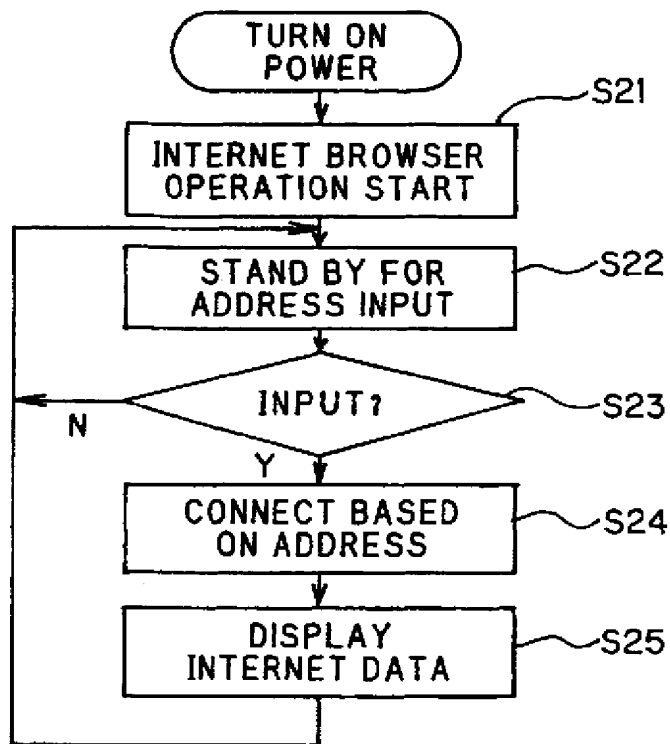 TURN ON
POWER
S21
INTERNET BROWSER
OPERATION START
S22
STAND BY FOR
ADDRESS INPUT
INPUT?
S23
N
Y
CONNECT BASED
ON ADDRESS
S24
DISPLAY
INTERNET DATA
S25